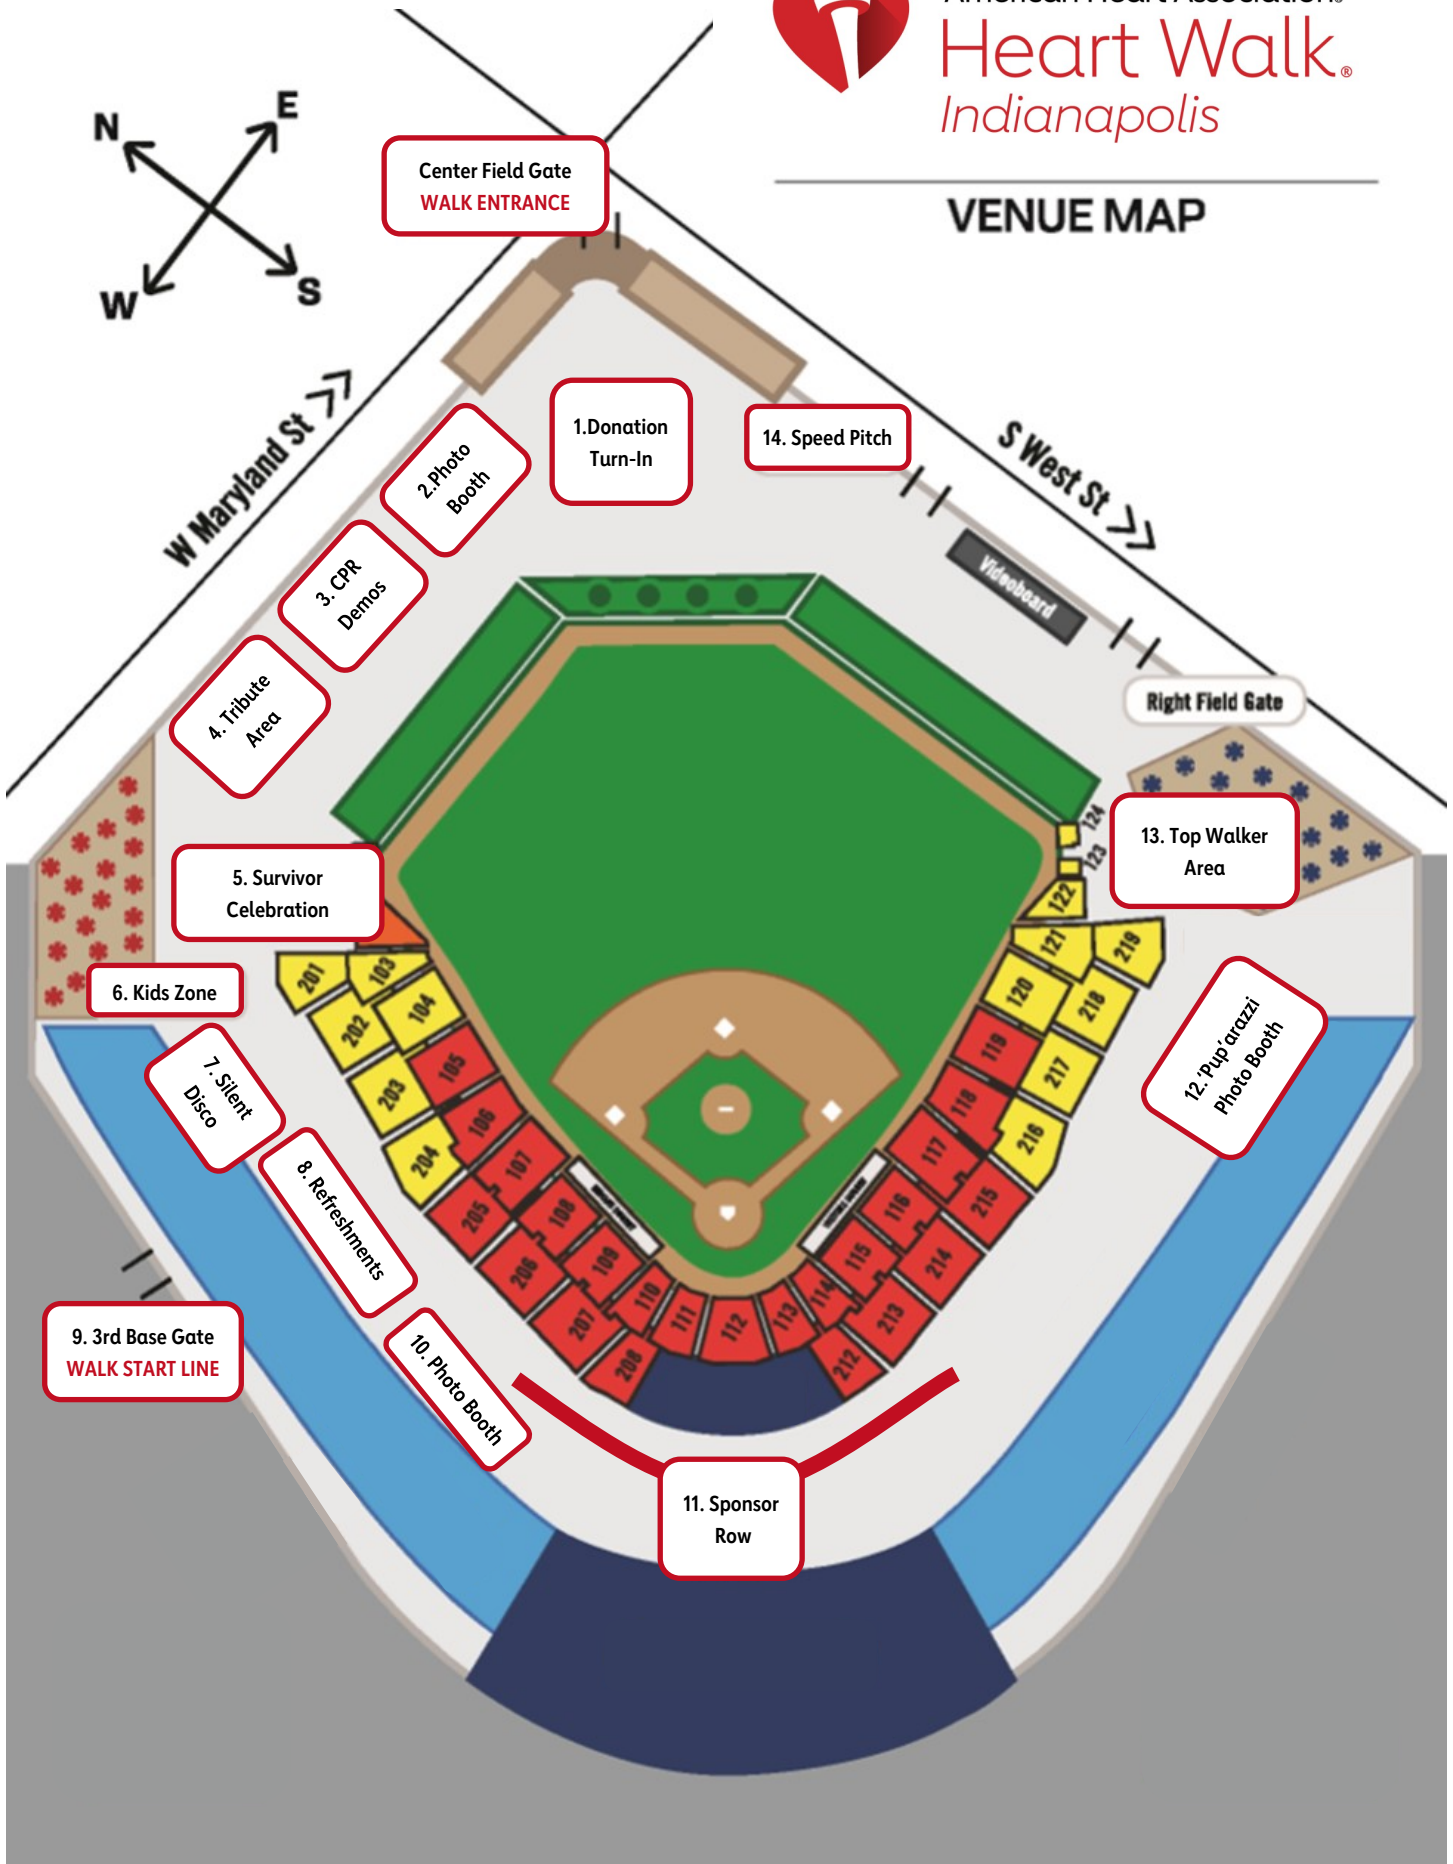 American Heart Association®
Heart Walk®
Indianapolis
VENUE MAP
N
E
W
S
Center Field Gate
WALK ENTRANCE
W Maryland St >>
S West St >>
1.Donation
Turn-In
2.Photo
Booth
3. CPR
Demos
4. Tribute
Area
14. Speed Pitch
Videoboard
Right Field Gate
5. Survivor
Celebration
13. Top Walker
Area
6. Kids Zone
7. Silent
Disco
8. Refreshments
9. 3rd Base Gate
WALK START LINE
10. Photo Booth
11. Sponsor
Row
12. 'Pup'arazzi
Photo Booth
124
123
122
121
219
120
218
119
217
118
216
117
215
116
214
115
213
114
212
113
112
111
110
208
109
207
108
206
107
205
106
204
105
203
104
202
103
201